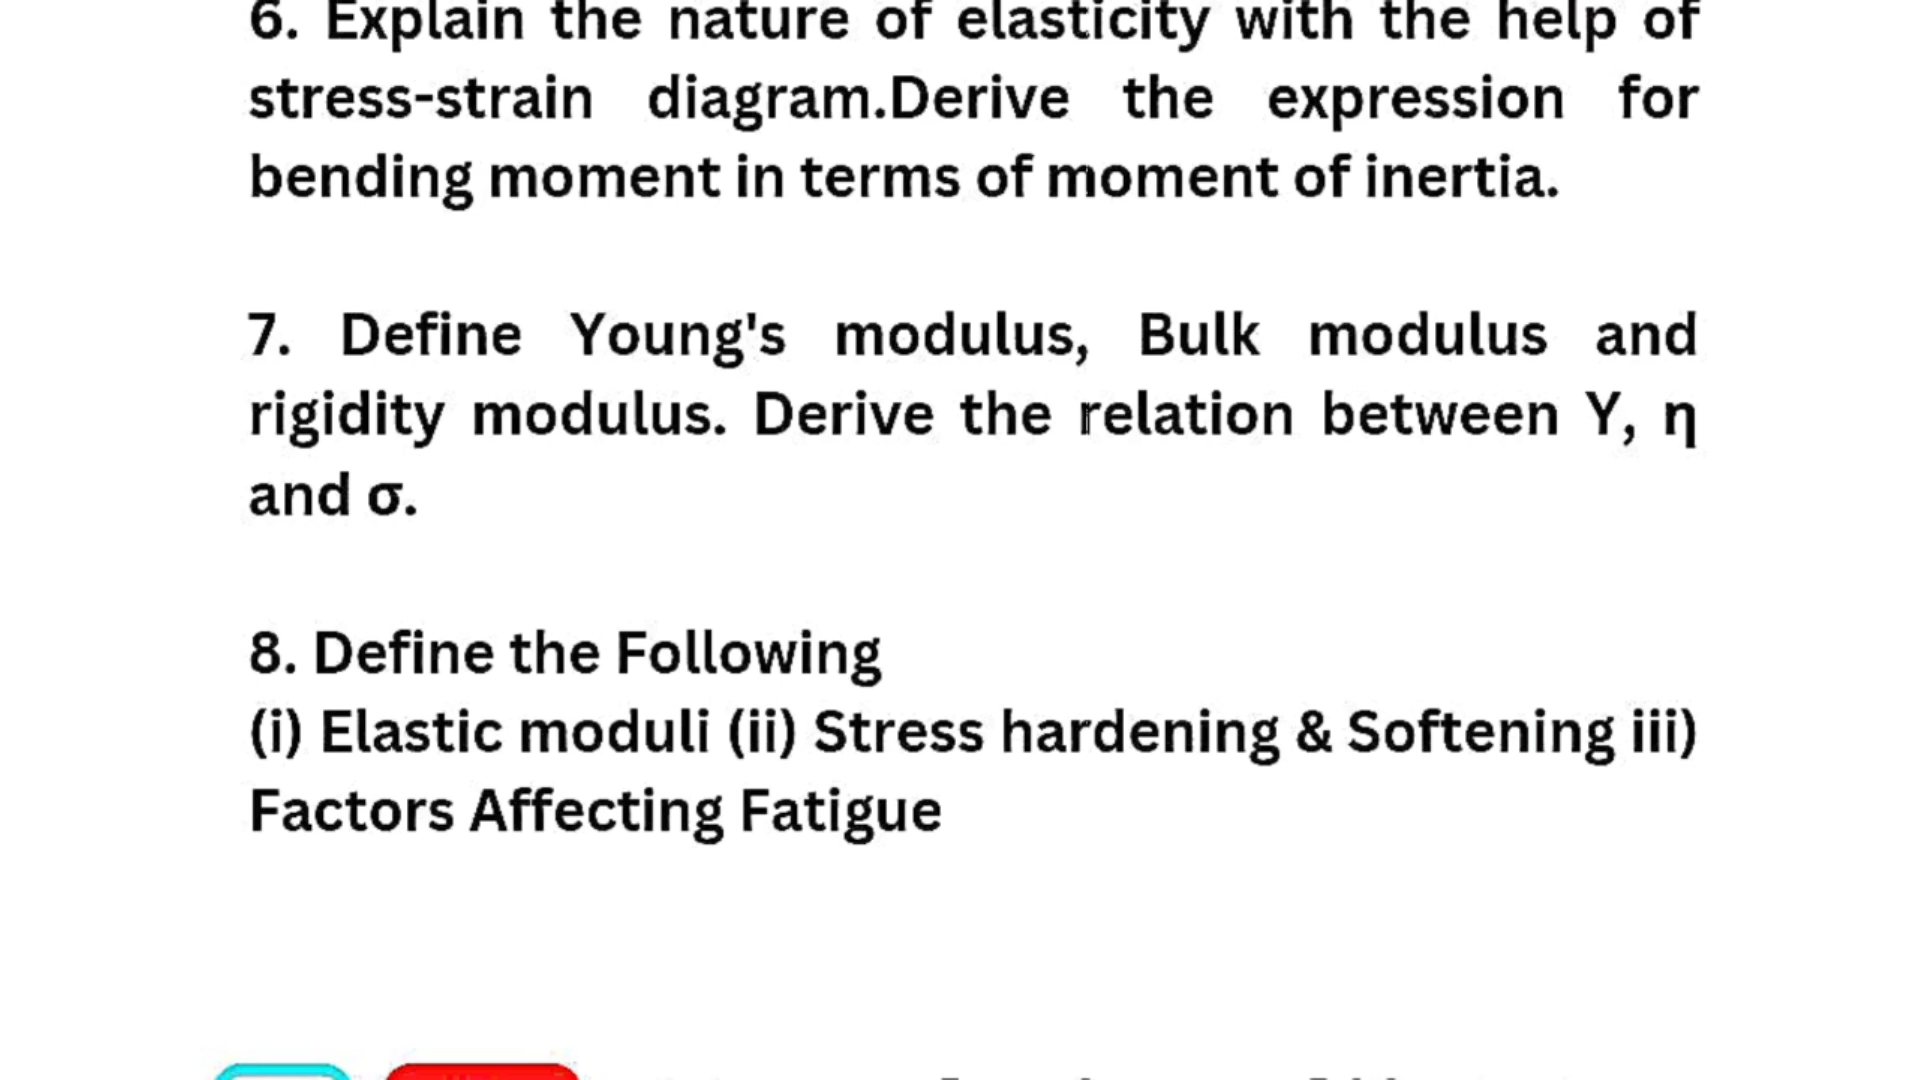 6. Explain the nature of elasticity with the help of
stress-strain diagram.Derive the expression for
bending moment in terms of moment of inertia.
7. Define Young's modulus, Bulk modulus and
rigidity modulus. Derive the relation between Y, η
and σ.
8. Define the Following
(i) Elastic moduli (ii) Stress hardening & Softening iii)
Factors Affecting Fatigue